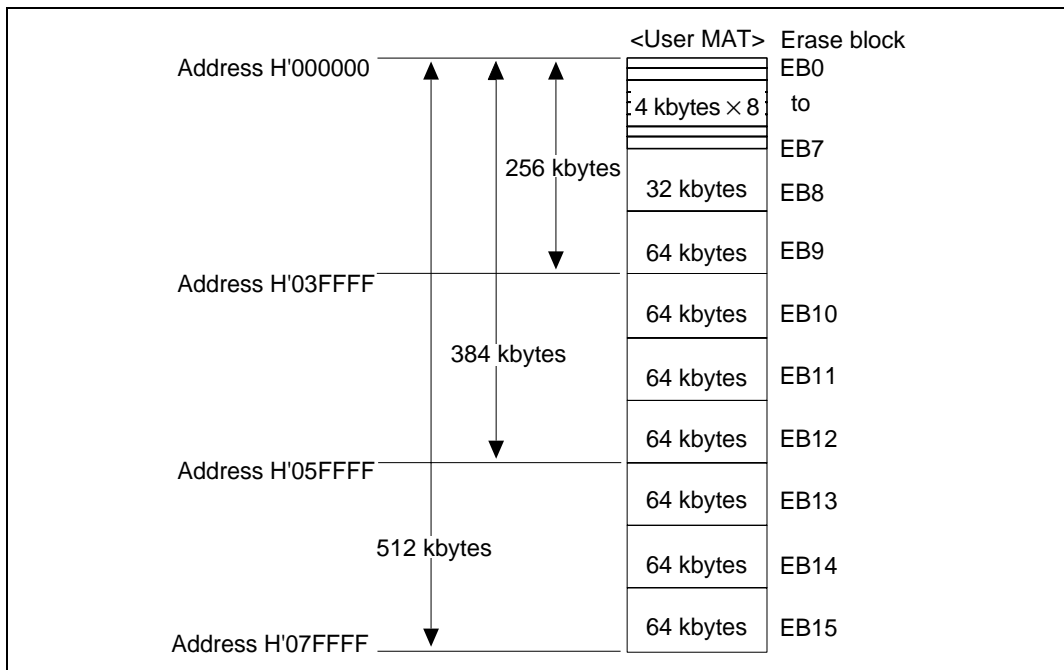 <User MAT> Erase block
Address H'000000
EB0
4 kbytes × 8 to
EB7
256 kbytes
32 kbytes EB8
64 kbytes EB9
Address H'03FFFF
64 kbytes EB10
384 kbytes
64 kbytes EB11
64 kbytes EB12
Address H'05FFFF
64 kbytes EB13
512 kbytes
64 kbytes EB14
64 kbytes EB15
Address H'07FFFF